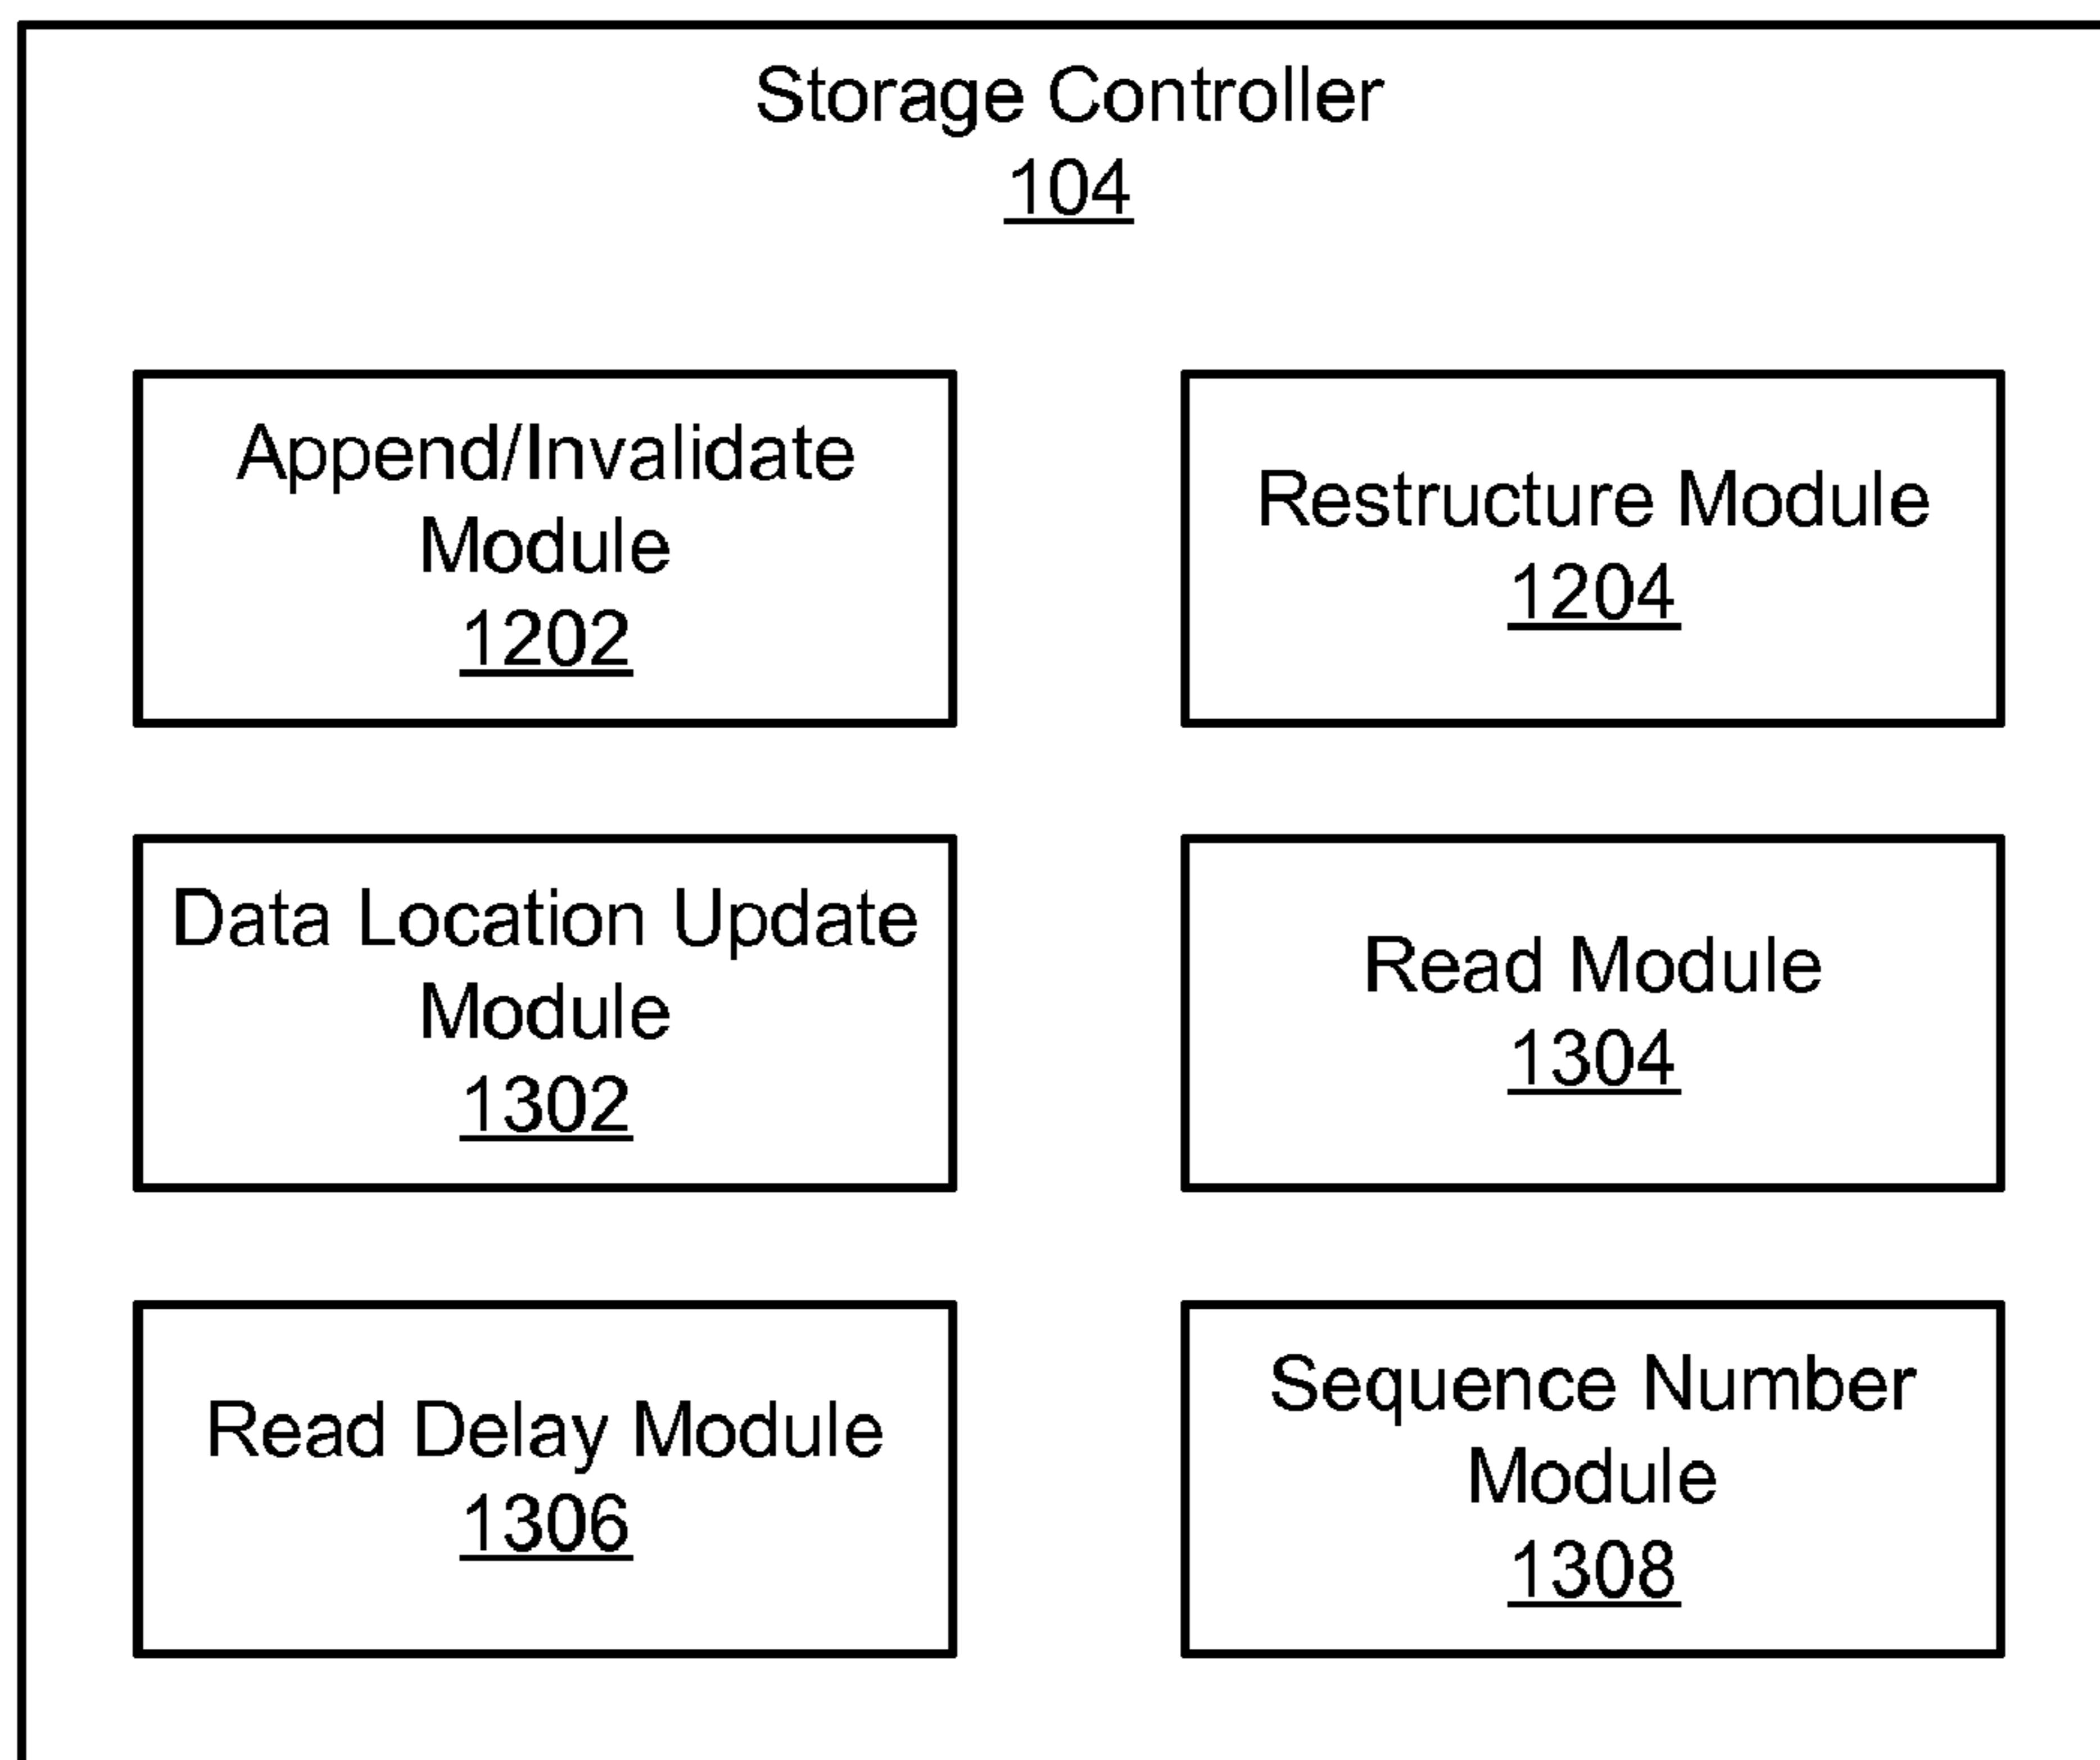 Storage Controller
104
Append/Invalidate
Module
1202
Restructure Module
1204
Data Location Update
Module
1302
Read Module
1304
Read Delay Module
1306
Sequence Number
Module
1308